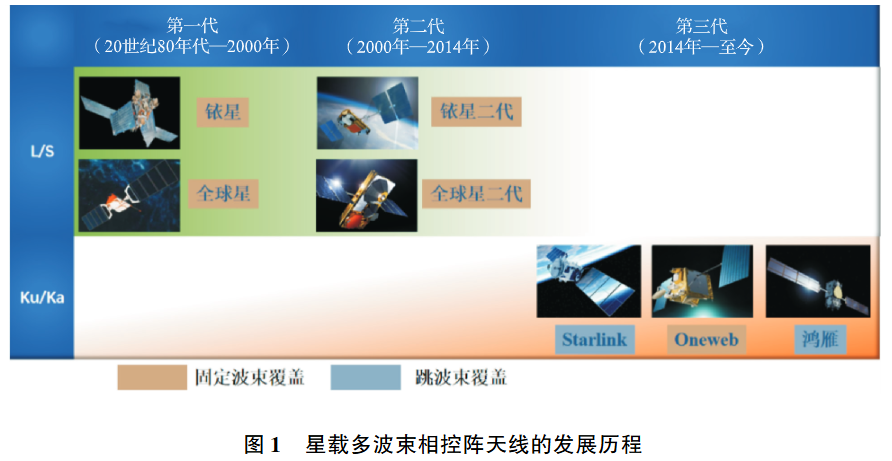 第一代 第二代 第三代
（20世纪80年代—2000年） （2000年—2014年） （2014年—至今）
L/S
铱星 铱星二代
全球星 全球星二代
Ku/Ka
Starlink Oneweb 鸿雁
固定波束覆盖 跳波束覆盖
图1 星载多波束相控阵天线的发展历程